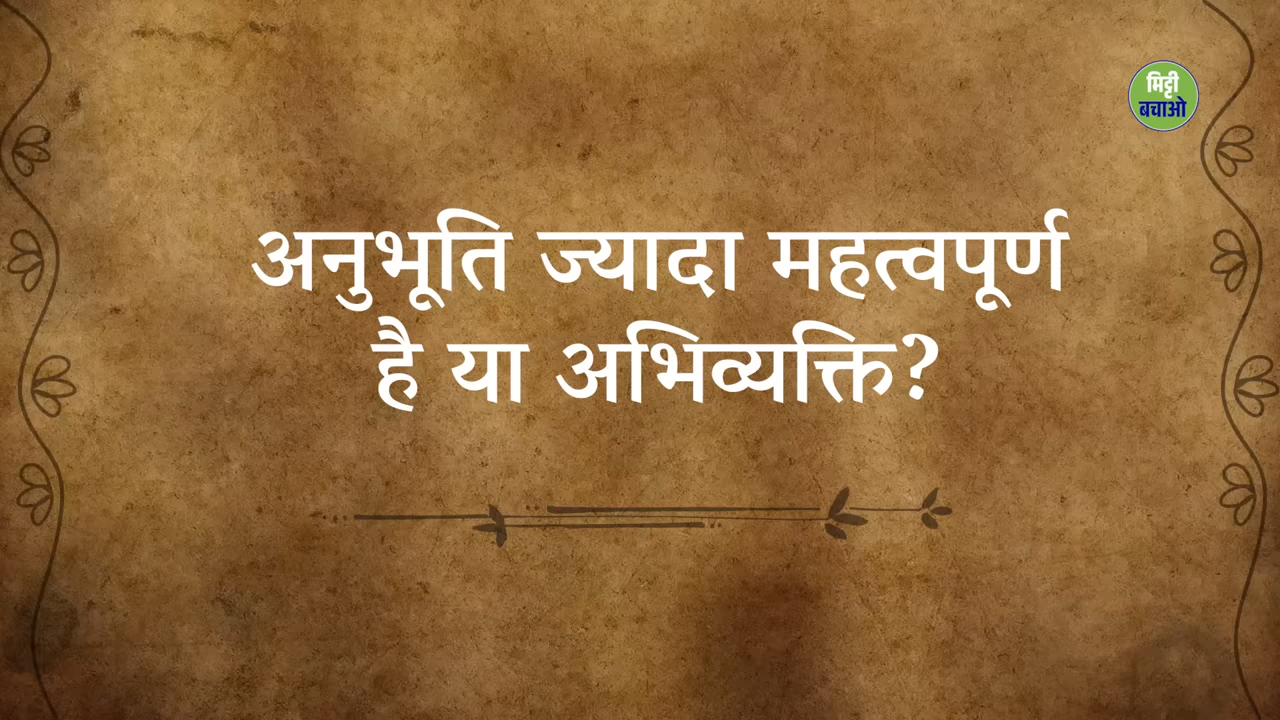 मिट्टी
बचाओ
अनुभूति ज्यादा महत्वपूर्ण
है या अभिव्यक्ति?